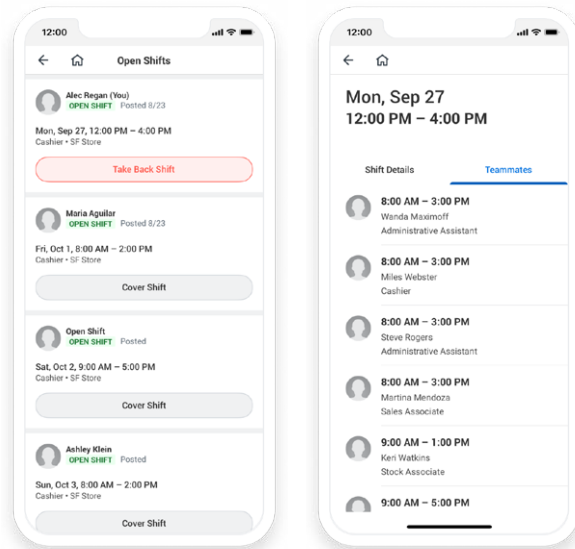 12:00
Open Shifts
Alec Regan (You)
OPEN SHIFT Posted 8/23
Mon, Sep 27, 12:00 PM – 4:00 PM
Cashier • SF Store
Take Back Shift
Maria Aguilar
OPEN SHIFT Posted 8/23
Fri, Oct 1, 8:00 AM – 2:00 PM
Cashier • SF Store
Cover Shift
Open Shift
OPEN SHIFT Posted
Sat, Oct 2, 9:00 AM – 5:00 PM
Cashier • SF Store
Cover Shift
Ashley Klein
OPEN SHIFT Posted
Sun, Oct 3, 8:00 AM – 2:00 PM
Cashier • SF Store
Cover Shift
12:00
Mon, Sep 27
12:00 PM – 4:00 PM
Shift Details Teammates
8:00 AM – 3:00 PM
Wanda Maximoff
Administrative Assistant
8:00 AM – 3:00 PM
Miles Webster
Cashier
8:00 AM – 3:00 PM
Steve Rogers
Administrative Assistant
8:00 AM – 3:00 PM
Martina Mendoza
Sales Associate
9:00 AM – 1:00 PM
Keri Watkins
Stock Associate
9:00 AM – 5:00 PM